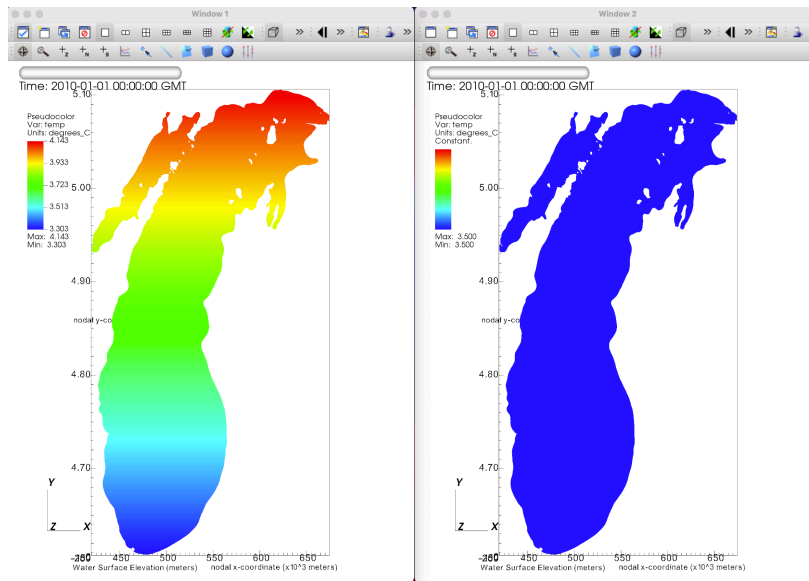 Window 1
Time: 2010-01-01 00:00:00 GMT
5.10
Pseudocolor
Var: temp
Units: degrees_C
4.143
3.933
3.723
3.513
3.303
Max: 4.143
Min: 3.303
5.00
4.90
nodal y-co
4.80
4.70
Y
Z
X
450
500
550
600
650
Water Surface Elevation (meters)
nodal x-coordinate (x10^3 meters)
Window 2
Time: 2010-01-01 00:00:00 GMT
5.10
Pseudocolor
Var: temp
Units: degrees_C
Constant.
Max: 3.500
Min: 3.500
5.00
4.90
nodal y-co
4.80
4.70
Y
Z
X
450
500
550
600
650
Water Surface Elevation (meters)
nodal x-coordinate (x10^3 meters)